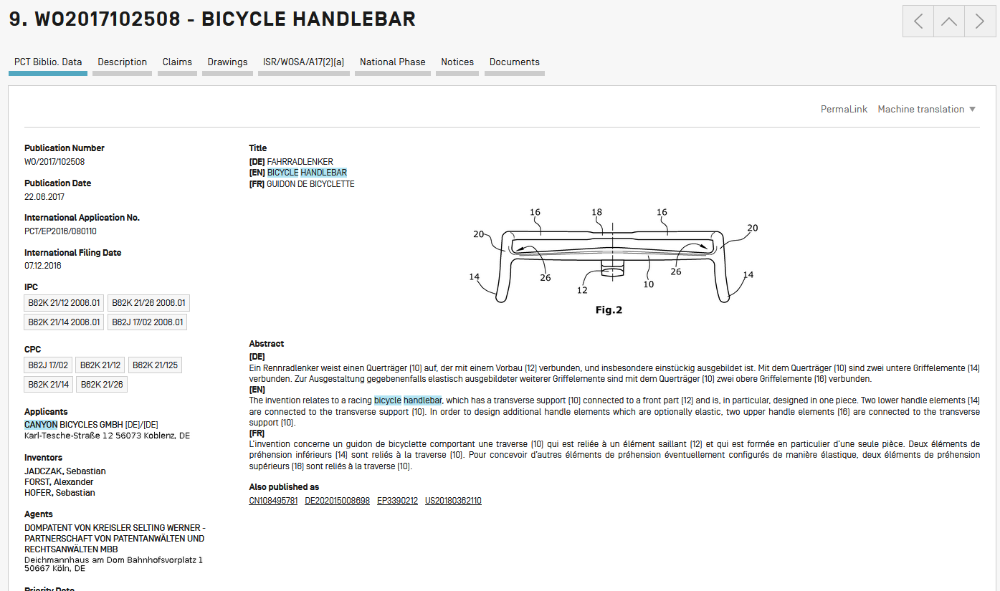 9. WO2017102508 - BICYCLE HANDLEBAR
PCT Biblio. Data
Description
Claims
Drawings
ISR/WOSA/A17(2)(a)
National Phase
Notices
Documents
PermaLink
Machine translation
Publication Number
WO/2017/102508
Publication Date
22.06.2017
International Application No.
PCT/EP2016/080110
International Filing Date
07.12.2016
IPC
B62K 21/12 2006.01
B62K 21/26 2006.01
B62K 21/14 2006.01
B62J 17/02 2006.01
CPC
B62J 17/02
B62K 21/12
B62K 21/125
B62K 21/14
B62K 21/26
Applicants
CANYON BICYCLES GMBH [DE]/[DE]
Karl-Tesche-Straße 12 56073 Koblenz, DE
Inventors
JADCZAK, Sebastian
FORST, Alexander
HOFER, Sebastian
Agents
DOMPATENT VON KREISLER SELTING WERNER -
PARTNERSCHAFT VON PATENTANWÄLTEN UND
RECHTSANWÄLTEN MBB
Deichmannhaus am Dom Bahnhofsvorplatz 1
50667 Köln, DE
Priority Date
Title
[DE] FAHRRADLENKER
[EN] BICYCLE HANDLEBAR
[FR] GUIDON DE BICYCLETTE
16
18
16
20
20
14
26
12
10
26
14
Fig.2
Abstract
[DE]
Ein Rennradlenker weist einen Querträger (10) auf, der mit einem Vorbau (12) verbunden, und insbesondere einstückig ausgebildet ist. Mit dem Querträger (10) sind zwei untere Griffelemente (14)
verbunden. Zur Ausgestaltung gegebenenfalls elastisch ausgebildeter weiterer Griffelemente sind mit dem Querträger (10) zwei obere Griffelemente (16) verbunden.
[EN]
The invention relates to a racing bicycle handlebar, which has a transverse support (10) connected to a front part (12) and is, in particular, designed in one piece. Two lower handle elements (14)
are connected to the transverse support (10). In order to design additional handle elements which are optionally elastic, two upper handle elements (16) are connected to the transverse
support (10).
[FR]
L'invention concerne un guidon de bicyclette comportant une traverse (10) qui est reliée à un élément saillant (12) et qui est formée en particulier d'une seule pièce. Deux éléments de
préhension inférieurs (14) sont reliés à la traverse (10). Pour concevoir d'autres éléments de préhension éventuellement configurés de manière élastique, deux éléments de préhension
supérieurs (16) sont reliés à la traverse (10).
Also published as
CN108495781
DE202015008698
EP3390212
US20180362110